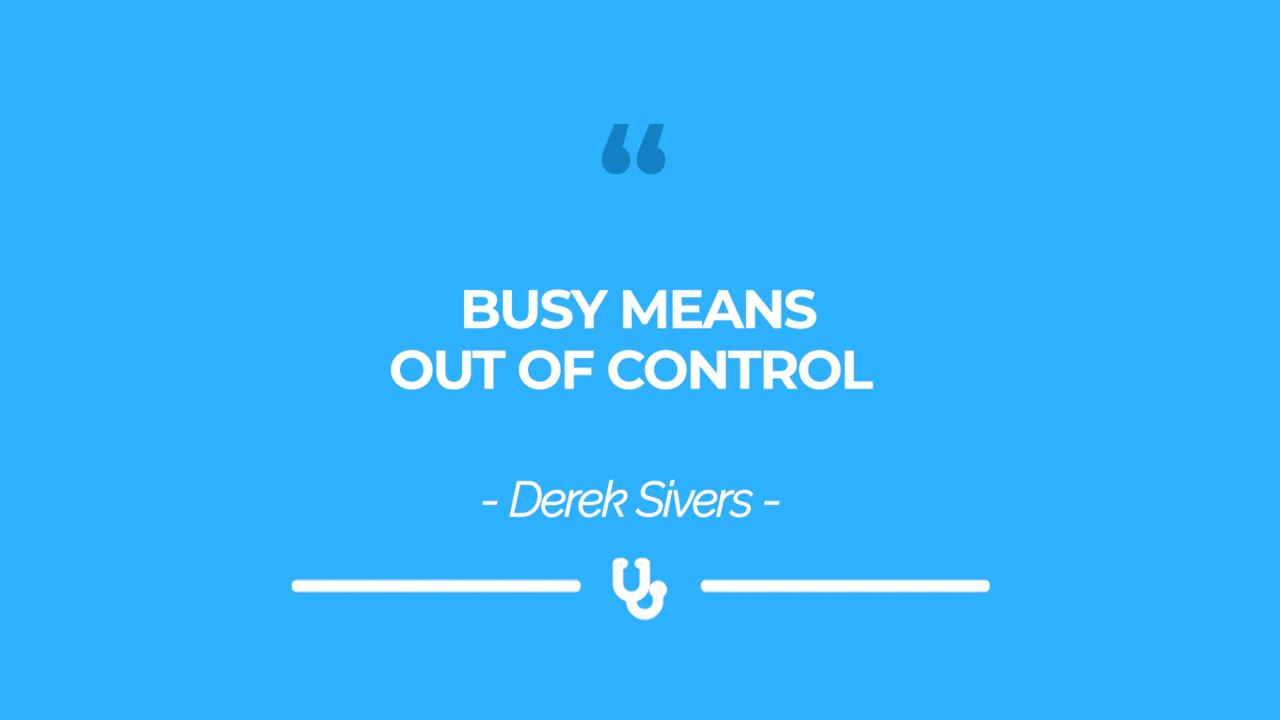 “
BUSY MEANS
OUT OF CONTROL
- Derek Sivers -